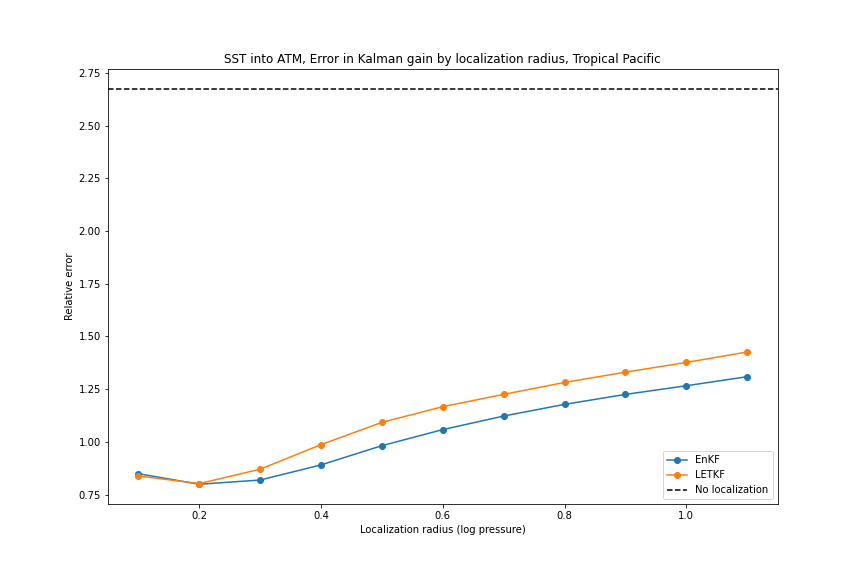 SST into ATM, Error in Kalman gain by localization radius, Tropical Pacific
2.75
2.50
2.25
2.00
1.75
1.50
1.25
1.00
0.75
Relative error
0.2
0.4
0.6
0.8
1.0
Localization radius (log pressure)
EnKF
LETKF
No localization